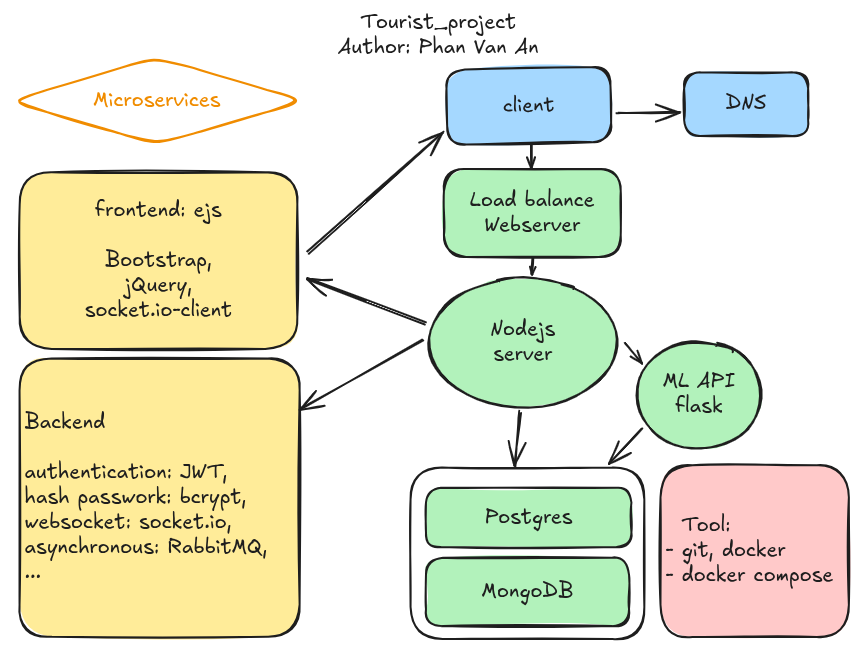 Tourist_project
Author: Phan Van An
Microservices
client
DNS
frontend: ejs
Bootstrap,
jQuery,
socket.io-client
Load balance
Webserver
Nodejs
server
ML API
flask
Backend
authentication: JWT,
hash passwork: bcrypt,
websocket: socket.io,
asynchronous: RabbitMQ,
...
Postgres
MongoDB
Tool:
- git, docker
- docker compose